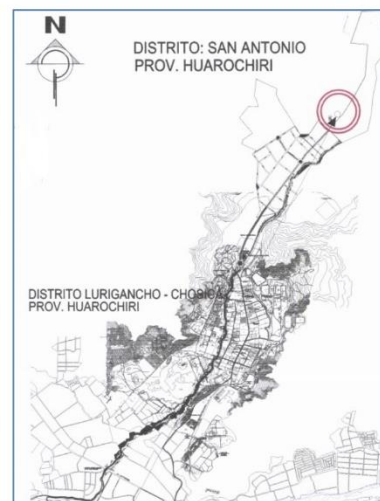 N
DISTRITO: SAN ANTONIO
PROV. HUAROCHIRI
DISTRITO LURIGANCHO - CHOSICA
PROV. HUAROCHIRI